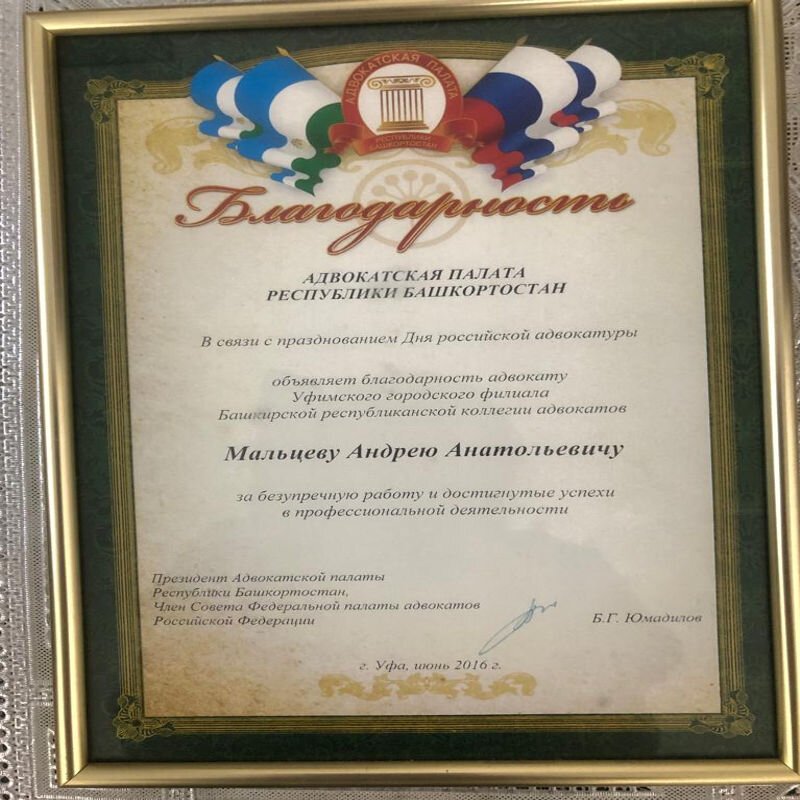 АДВОКАТСКАЯ ПАЛАТА
РЕСПУБЛИКИ
БАШКОРТОСТАН
Благодарность
АДВОКАТСКАЯ ПАЛАТА
РЕСПУБЛИКИ БАШКОРТОСТАН
В связи с празднованием Дня российской адвокатуры
объявляет благодарность адвокату
Уфимского городского филиала
Башкирской республиканской коллегии адвокатов
Мальцеву Андрею Анатольевичу
за безупречную работу и достигнутые успехи
в профессиональной деятельности
Президент Адвокатской палаты
Республики Башкортостан,
Член Совета Федеральной палаты адвокатов
Российской Федерации
Б.Г. Юмадилов
г. Уфа, июнь 2016 г.